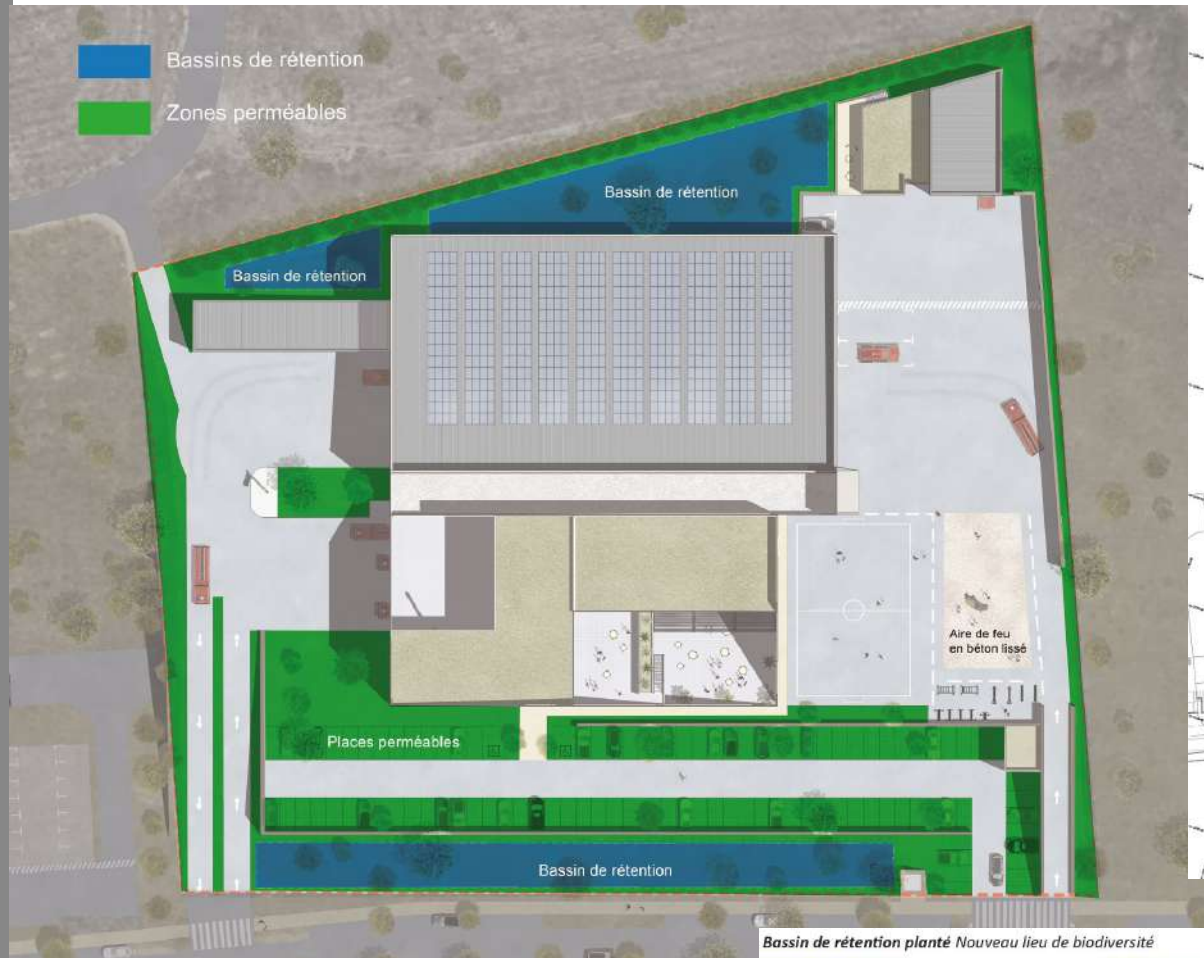 Bassins de rétention
Zones perméables
Bassin de rétention
Bassin de rétention
Aire de feu
en béton lissé
Places perméables
Bassin de rétention
Bassin de rétention planté Nouveau lieu de biodiversité